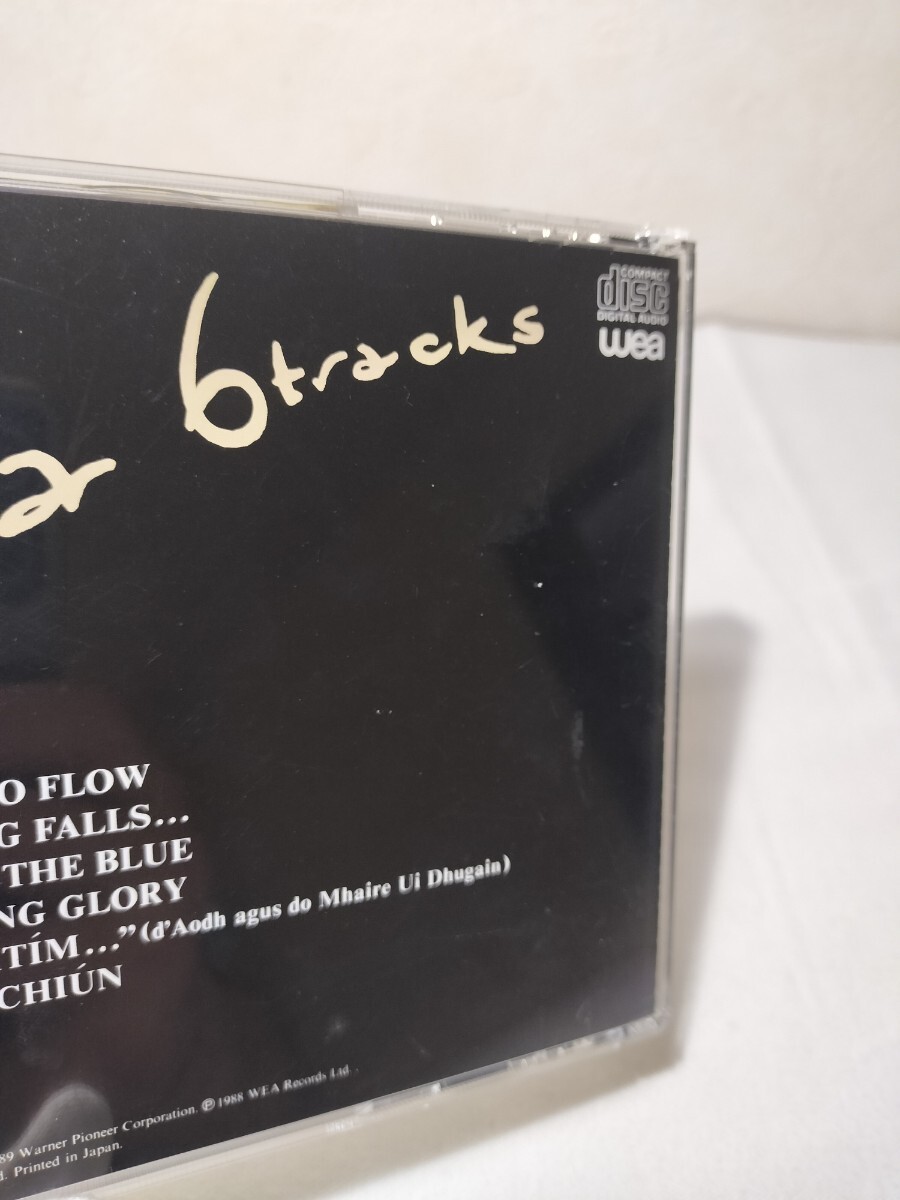 COMPACT
disc
DIGITAL AUDIO
wea
6tracks
ar
O FLOW
G FALLS...
THE BLUE
NG GLORY
TÍM..." (d'Aodh agus do Mhaire Ui Dhugain)
CHIÚN
89 Warner Pioneer Corporation. ℗ 1988 WEA Records Ltd.
d. Printed in Japan.